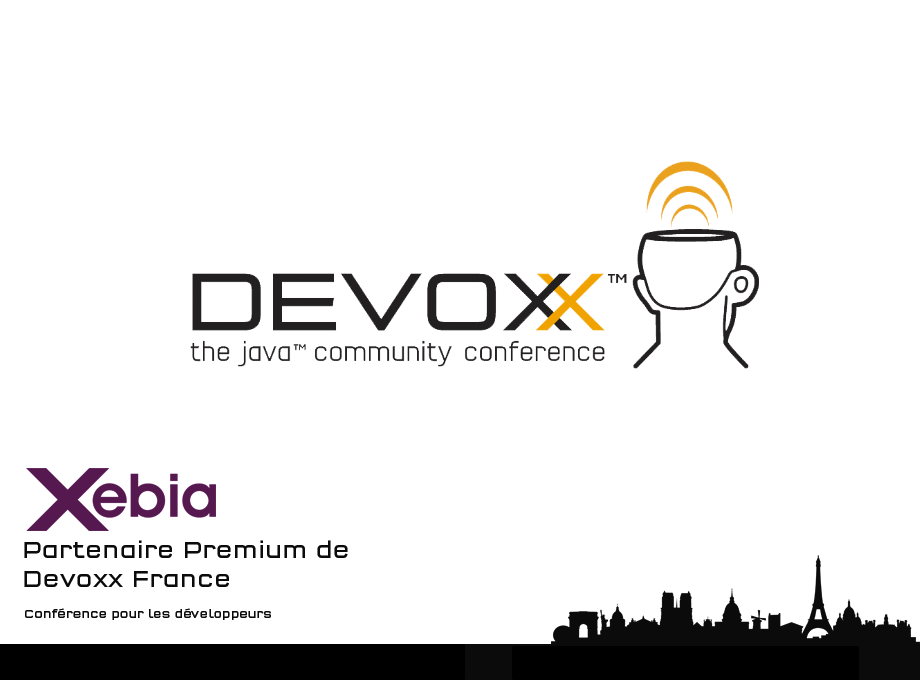 DEVOXX™
the java™ community conference
Xebia
Partenaire Premium de
Devoxx France
Conférence pour les développeurs